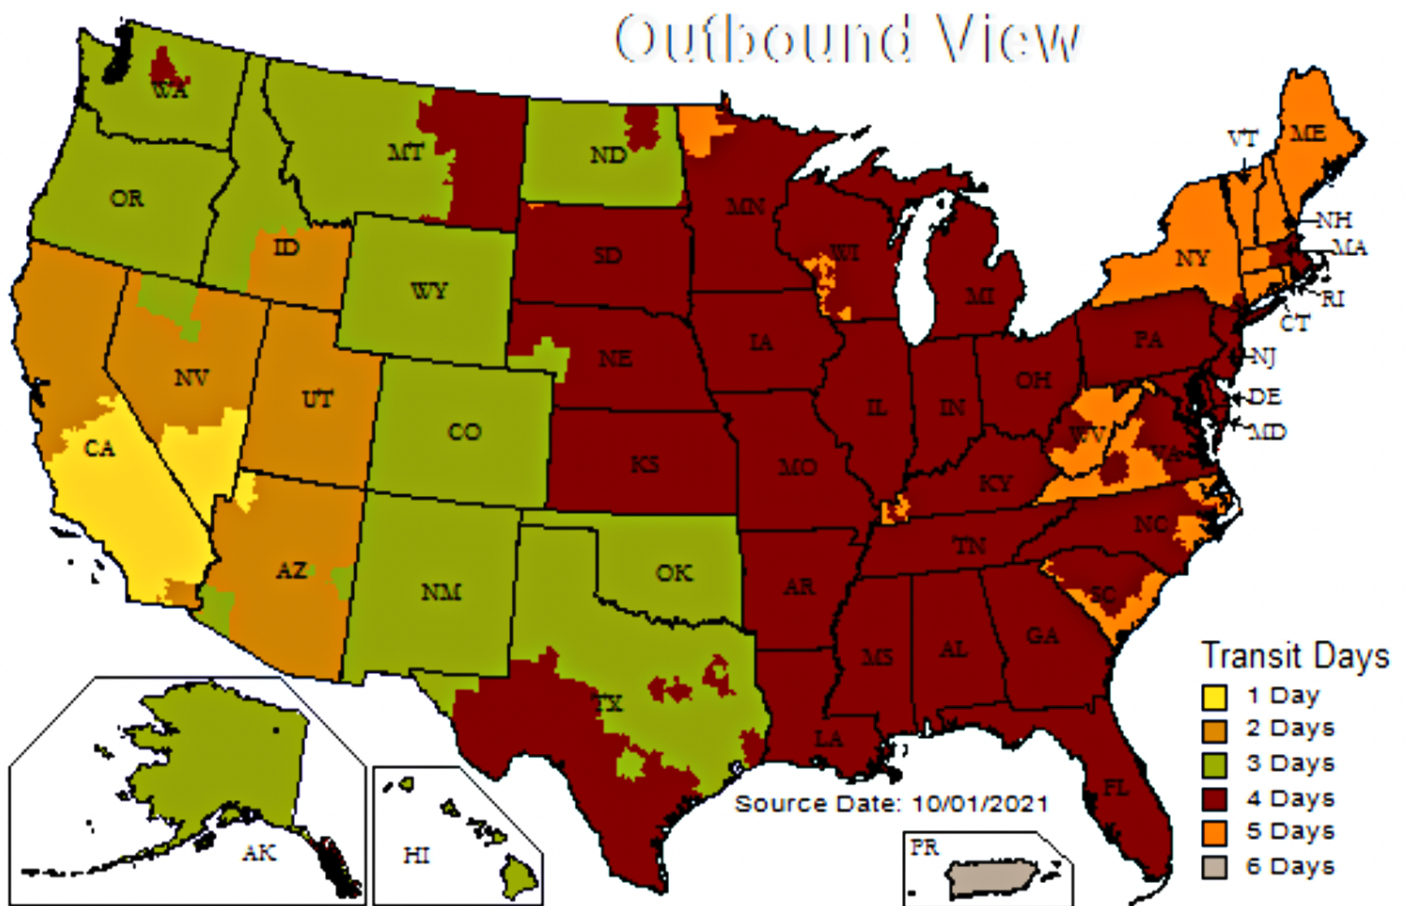 Outbound View
WA
MT
ND
OR
ID
MN
SD
WI
WY
MI
VT
ME
NH
MA
NY
RI
CT
NV
UT
CO
NE
IA
PA
NJ
OH
DE
MD
IL
IN
WV
VA
CA
KS
MO
KY
NC
TN
AZ
NM
OK
AR
SC
MS
AL
GA
TX
LA
FL
Transit Days
1 Day
2 Days
3 Days
4 Days
5 Days
6 Days
Source Date: 10/01/2021
AK
HI
PR